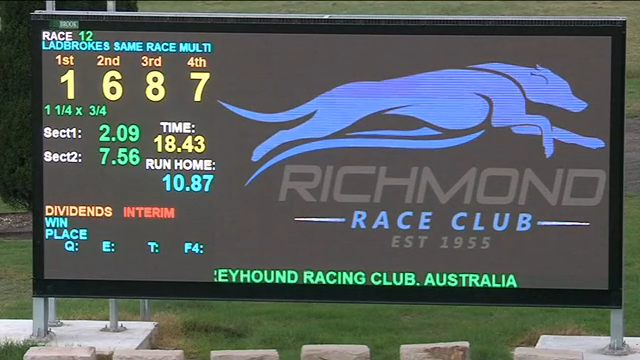 BROOK
RACE 12
LADBROKES SAME RACE MULTI
1st 2nd 3rd 4th
1 6 8 7
1 1/4 x 3/4
Sect1: 2.09 TIME:
18.43
Sect2: 7.56 RUN HOME:
10.87
DIVIDENDS INTERIM
WIN
PLACE
Q: E: T: F4:
RICHMOND
RACE CLUB
EST 1955
REYHOUND RACING CLUB. AUSTRALIA